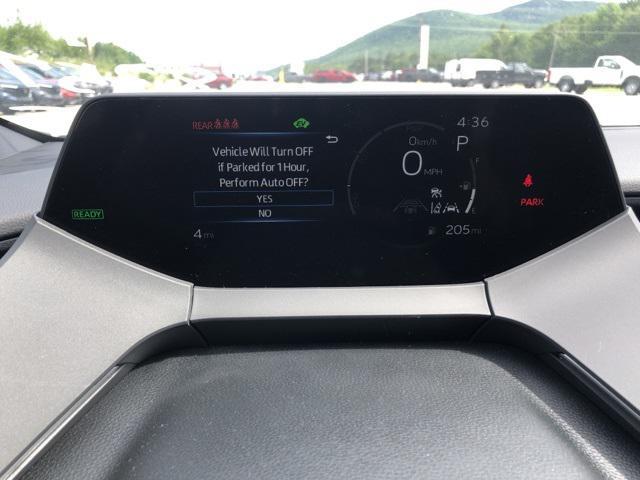 REAR
EV
4:36
0km/h
P
Vehicle Will Turn OFF
if Parked for 1 Hour,
Perform Auto OFF?
0 MPH
F
YES
NO
READY
PARK
E
4 mi
205 mi